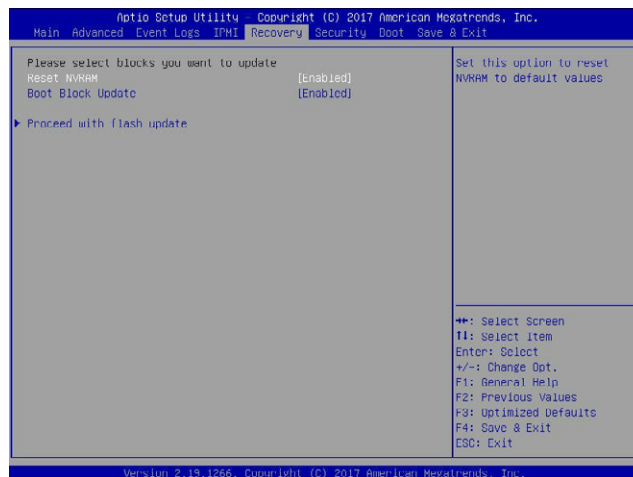 Aptio Setup Utility – Copyright (C) 2017 American Megatrends, Inc.
Main Advanced Event Logs IPMI Recovery Security Boot Save & Exit
Please select blocks you want to update
Reset NVRAM [Enabled]
Boot Block Update [Enabled]
▶ Proceed with flash update
Set this option to reset
NVRAM to default values
→←: Select Screen
↑↓: Select Item
Enter: Select
+/-: Change Opt.
F1: General Help
F2: Previous Values
F3: Optimized Defaults
F4: Save & Exit
ESC: Exit
Version 2.19.1266. Copyright (C) 2017 American Megatrends, Inc.